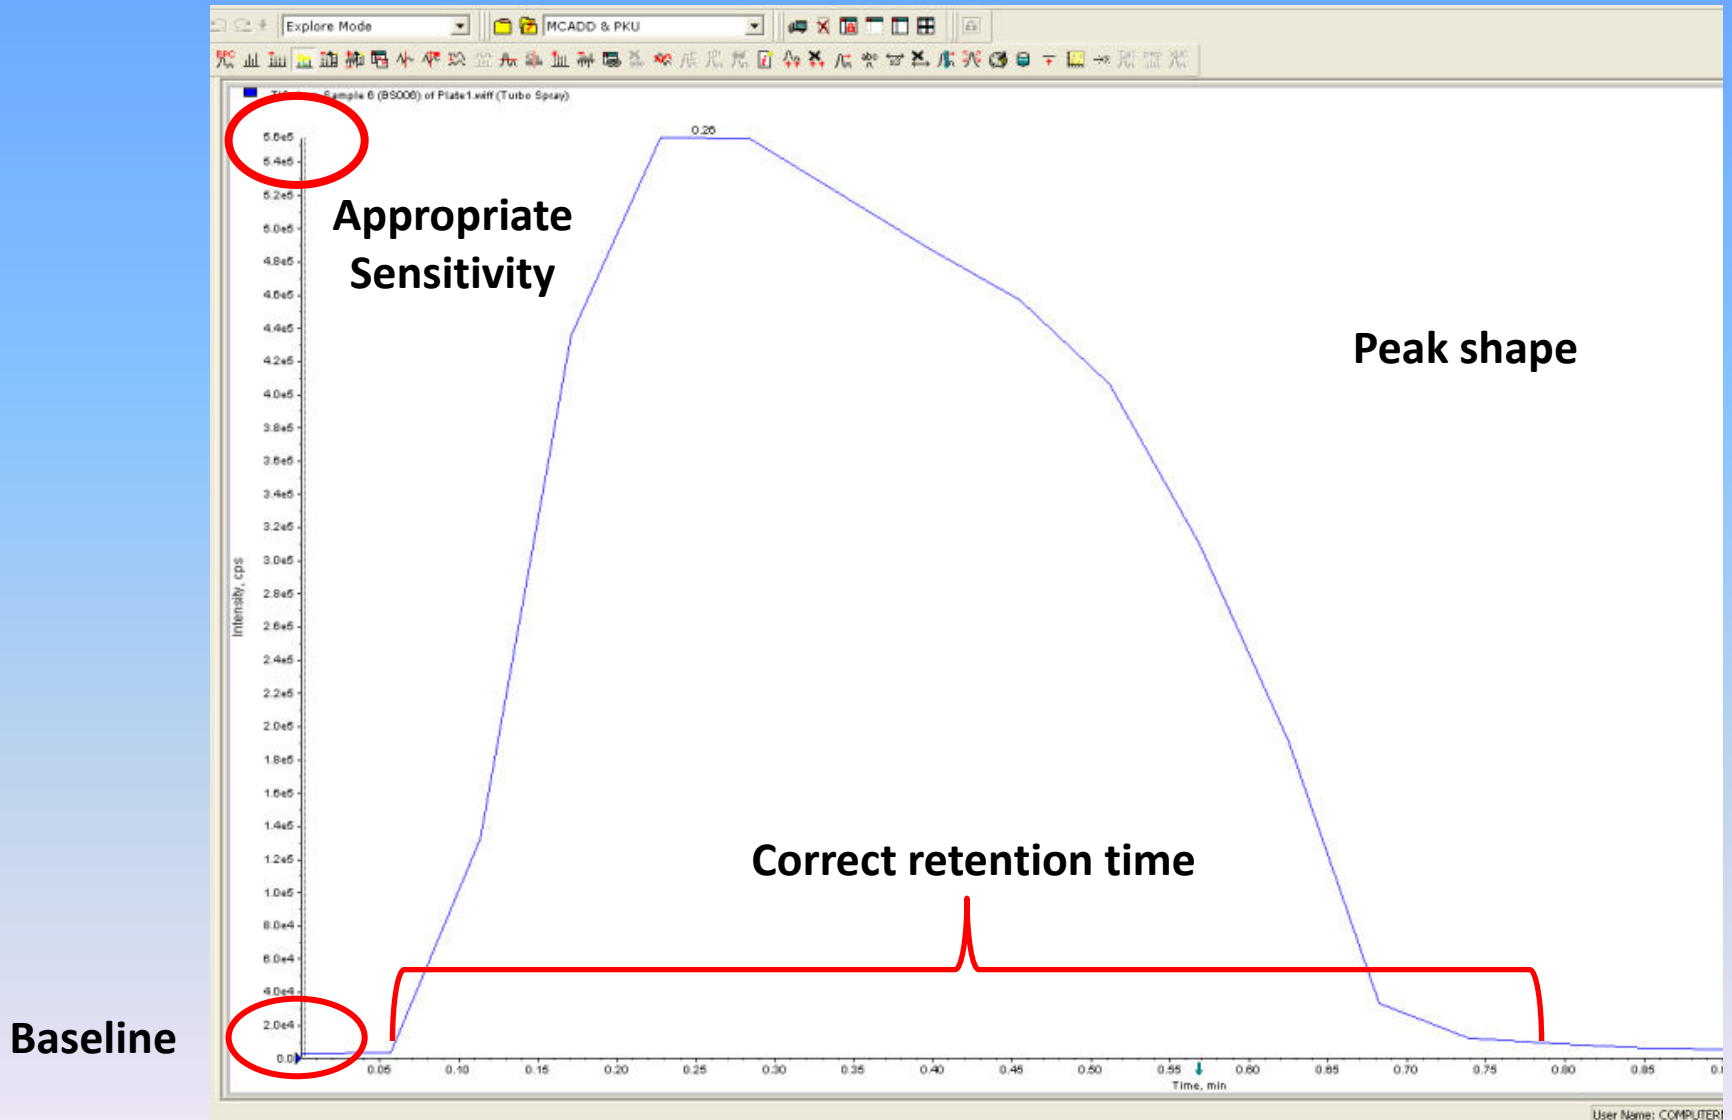 Explore Mode
MCADD & PKU
Sample 6 (BS006) of Plate1.wiff (Turbo Spray)
5.6e5
5.4e5
5.2e5
5.0e5
4.8e5
4.6e5
4.4e5
4.2e5
4.0e5
3.8e5
3.6e5
3.4e5
3.2e5
3.0e5
2.8e5
2.6e5
2.4e5
2.2e5
2.0e5
1.8e5
1.6e5
1.4e5
1.2e5
1.0e5
8.0e4
6.0e4
4.0e4
2.0e4
0.0
Intensity, cps
0.26
Appropriate
Sensitivity
Peak shape
Correct retention time
Baseline
0.05 0.10 0.15 0.20 0.25 0.30 0.35 0.40 0.45 0.50 0.55 0.60 0.65 0.70 0.75 0.80 0.85
Time, min
User Name: COMPUTER